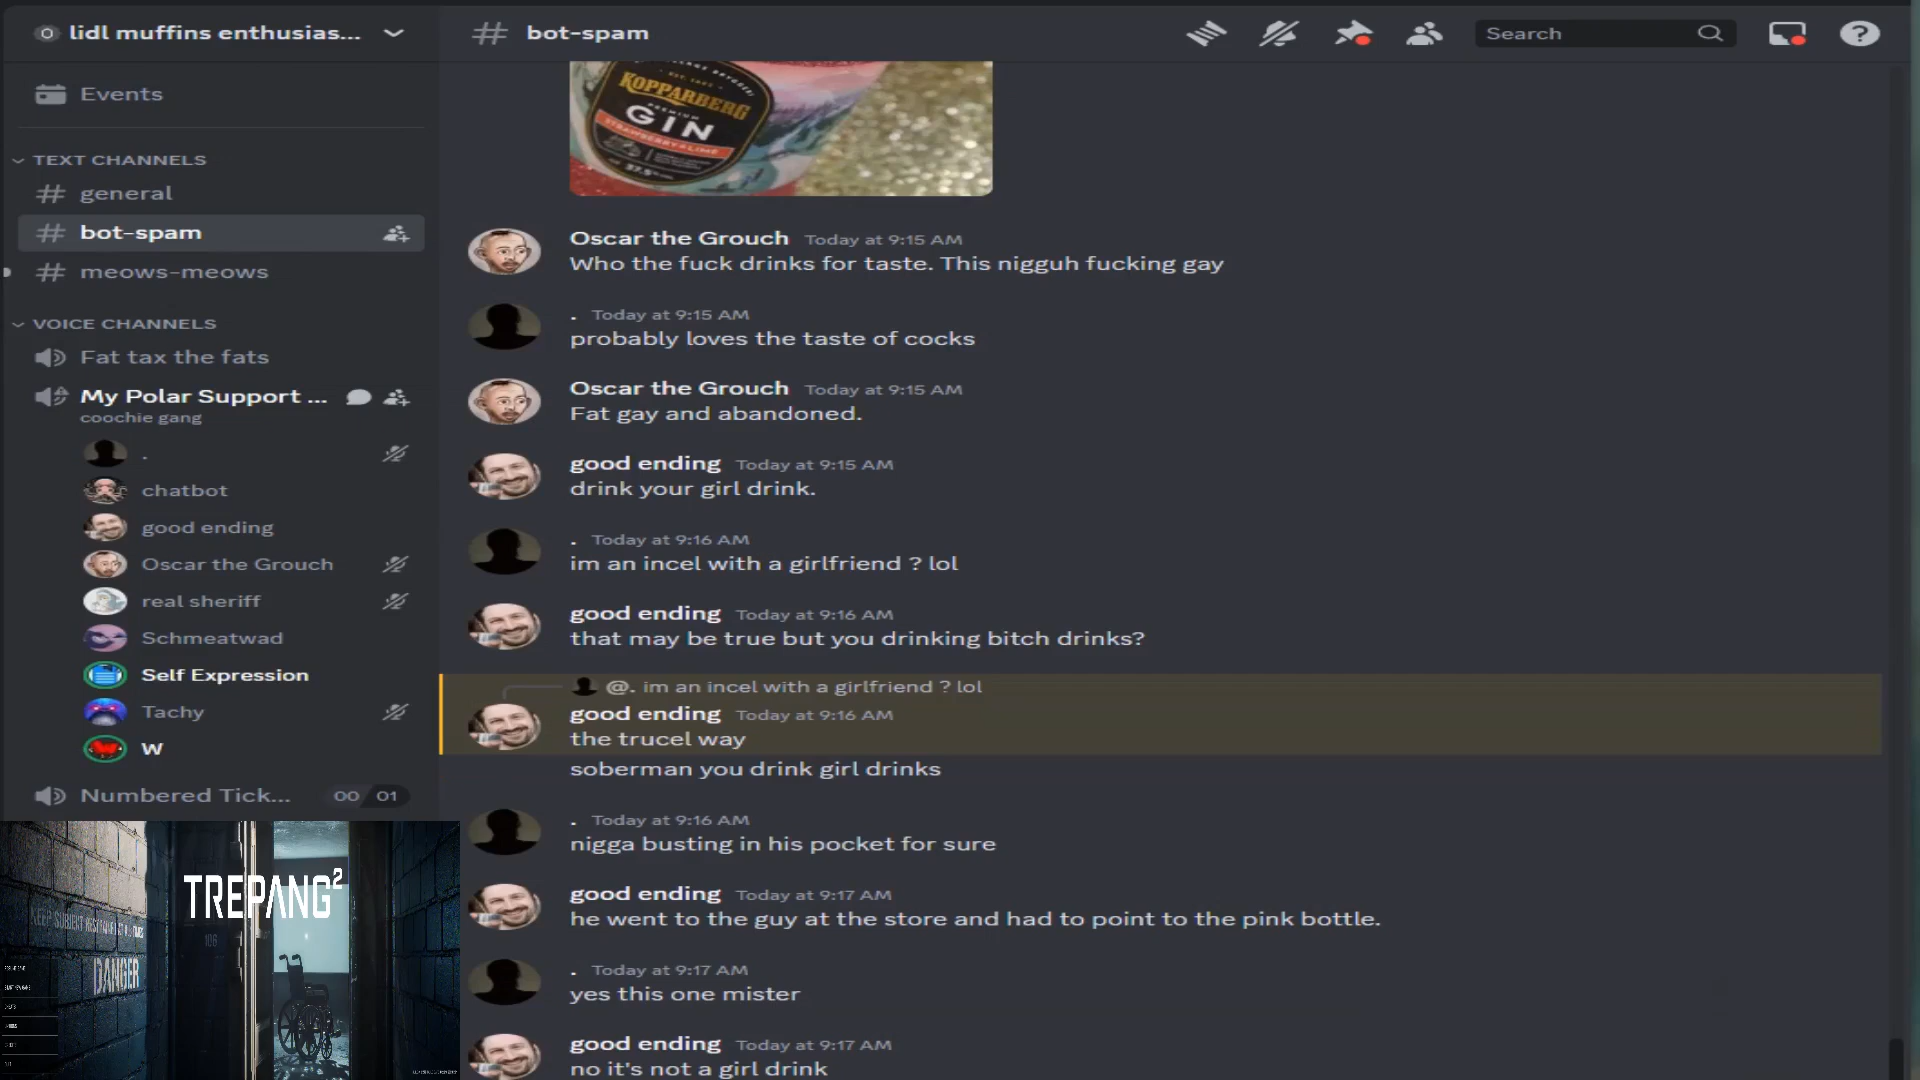 lidl muffins enthusias...
Events
TEXT CHANNELS
general
bot-spam
meows-meows
VOICE CHANNELS
Fat tax the fats
My Polar Support ...
coochie gang
.
chatbot
good ending
Oscar the Grouch
real sheriff
Schmeatwad
Self Expression
Tachy
W
Numbered Tick... 00 01
TREPANG²
DANGER
# bot-spam
Search
KOPPARBERG
PREMIUM
GIN
STRAWBERRY & LIME
37.5%
Oscar the Grouch Today at 9:15 AM
Who the fuck drinks for taste. This nigguh fucking gay
. Today at 9:15 AM
probably loves the taste of cocks
Oscar the Grouch Today at 9:15 AM
Fat gay and abandoned.
good ending Today at 9:15 AM
drink your girl drink.
. Today at 9:16 AM
im an incel with a girlfriend ? lol
good ending Today at 9:16 AM
that may be true but you drinking bitch drinks?
@. im an incel with a girlfriend ? lol
good ending Today at 9:16 AM
the trucel way
soberman you drink girl drinks
. Today at 9:16 AM
nigga busting in his pocket for sure
good ending Today at 9:17 AM
he went to the guy at the store and had to point to the pink bottle.
. Today at 9:17 AM
yes this one mister
good ending Today at 9:17 AM
no it's not a girl drink